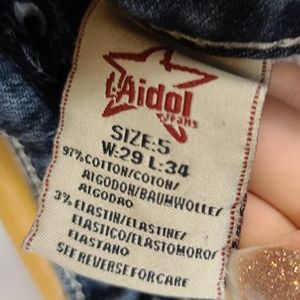 L'Aidol
JEANS
SIZE:5
W:29 L:34
97% COTTON/COTON/
ALGODON/BAUMWOLLE/
ALGODAO
3% ELASTIN/ELASTINE/
ELASTICO/ELASTOMORO/
ELASTANO
SEE REVERSE FOR CARE